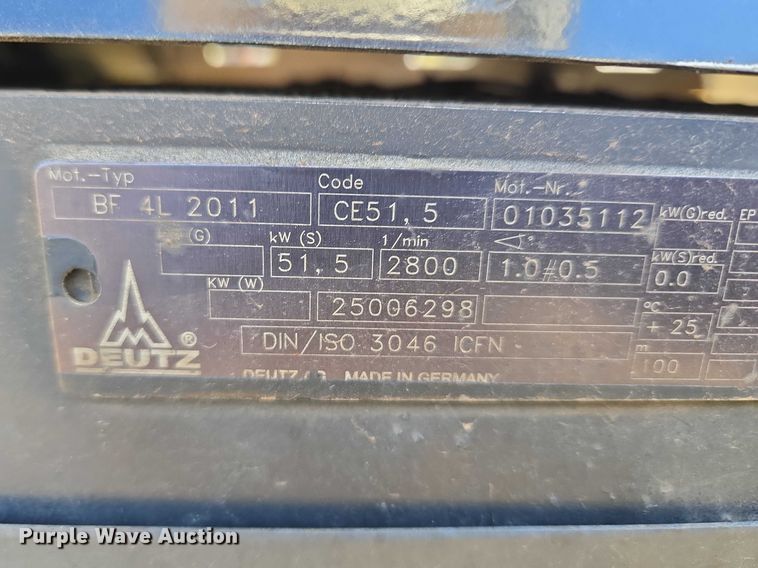 Mot.-Typ Code Mot.-Nr.
BF 4L 2011 CE51,5 01035112 kW(G)red. EP
(G) kW (S) 1/min ∢°
51,5 2800 1.0#0.5 kW(S)red.
0.0
KW (W) 25006298 °C
+ 25
DEUTZ ®
DIN/ISO 3046 ICFN m
100
DEUTZ MADE IN GERMANY
Purple Wave Auction